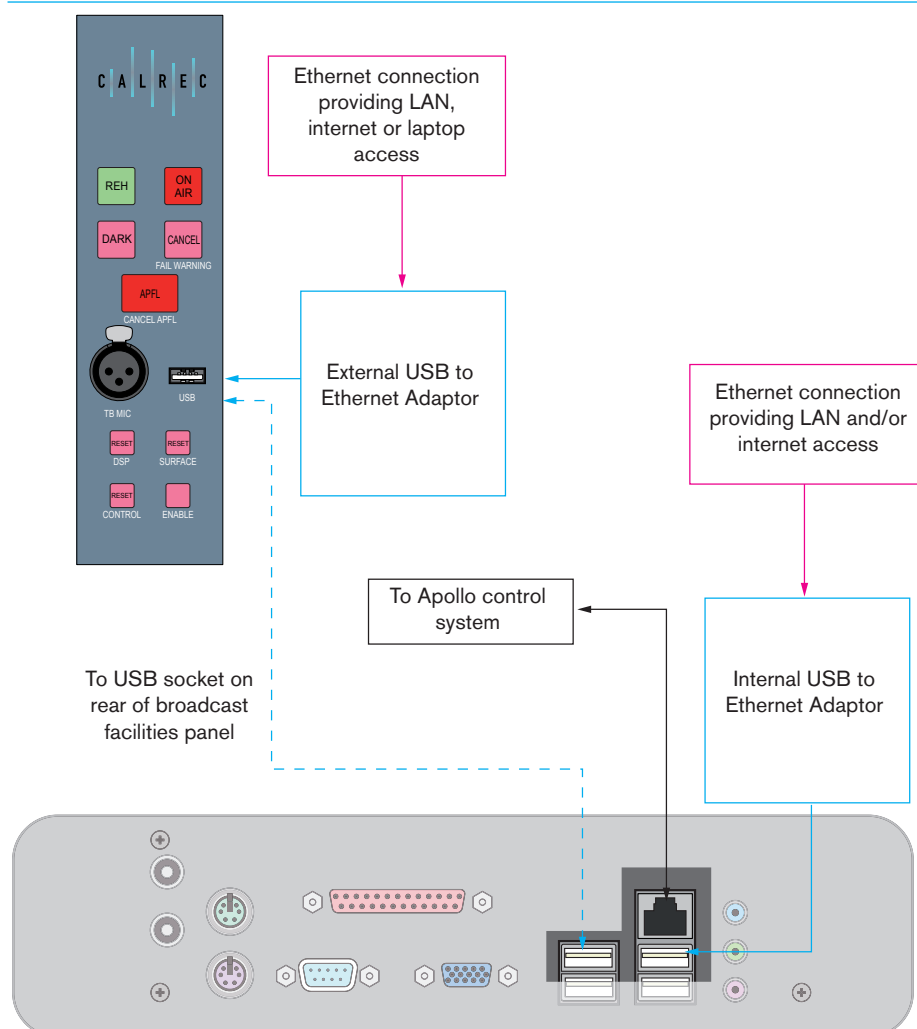 CALREC
Ethernet connection
providing LAN,
internet or laptop
access
REH
ON
AIR
DARK
CANCEL
FAIL WARNING
APFL
CANCEL APFL
External USB to
Ethernet Adaptor
USB
TB MIC
RESET
RESET
DSP
SURFACE
RESET
CONTROL
ENABLE
Ethernet connection
providing LAN and/or
internet access
To Apollo control
system
Internal USB to
Ethernet Adaptor
To USB socket on
rear of broadcast
facilities panel